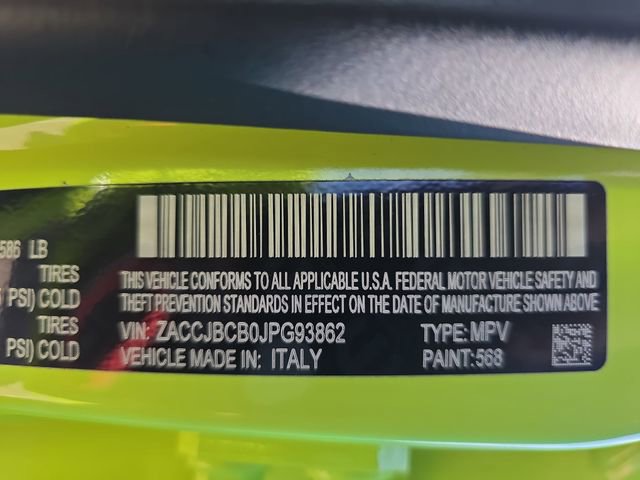 586 LB
TIRES
PSI) COLD
TIRES
PSI) COLD
THIS VEHICLE CONFORMS TO ALL APPLICABLE U.S.A. FEDERAL MOTOR VEHICLE SAFETY AND
THEFT PREVENTION STANDARDS IN EFFECT ON THE DATE OF MANUFACTURE SHOWN ABOVE
VIN: ZACCJBCB0JPG93862 TYPE: MPV
VEHICLE MADE IN: ITALY PAINT: 568